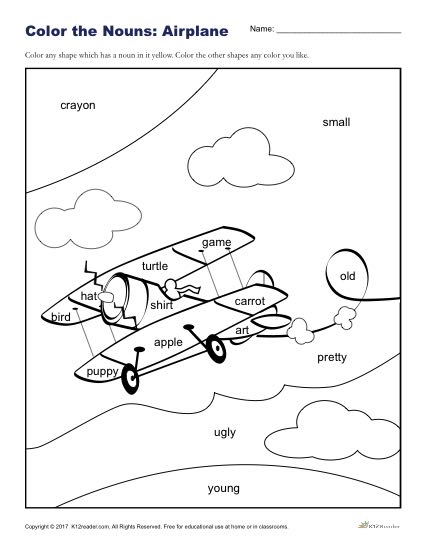 Color the Nouns: Airplane
Name:
Color any shape which has a noun in it yellow. Color the other shapes any color you like.
crayon
small
game
turtle
old
hat
shirt
carrot
bird
art
apple
pretty
puppy
ugly
young
Copyright © 2017 K12reader.com. All Rights Reserved. Free for educational use at home or in classrooms.
K12Reader